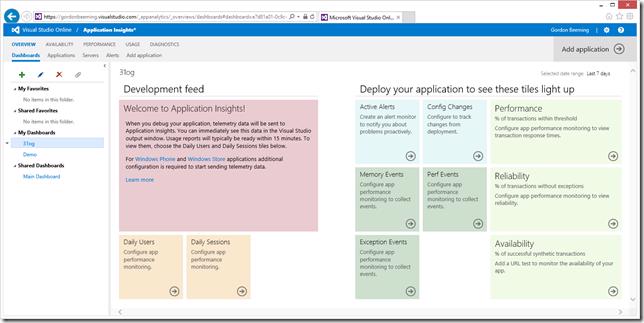 https://gordonbeeming.visualstudio.com/_appanalytics/_overviews/dashboards#dashboard
Microsoft Visual Studio Onl...
Visual Studio Online / Application Insights*
Gordon Beeming
OVERVIEW AVAILABILITY PERFORMANCE USAGE DIAGNOSTICS
Dashboards Applications Servers Alerts Add application
Add application
My Favorites
No items in this folder.
Shared Favorites
No items in this folder.
My Dashboards
31og
Demo
Shared Dashboards
Main Dashboard
31og
Selected date range: Last 7 days
Development feed
Welcome to Application Insights!
When you debug your application, telemetry data will be sent to
Application Insights. You can immediately see this data in the Visual Studio
output window. Usage reports will typically be ready within 15 minutes. To
view them, choose the Daily Users and Daily Sessions tiles below.
For Windows Phone and Windows Store applications additional
configuration is required to start sending telemetry data.
Learn more
Daily Users
Configure app
performance
monitoring.
Daily Sessions
Configure app
performance
monitoring.
Deploy your application to see these tiles light up
Active Alerts
Create an alert monitor
to notify you about
problems proactively.
Config Changes
Configure to track
changes from
deployment.
Performance
% of transactions within threshold
Configure app performance monitoring to view
transaction response times.
Memory Events
Configure app
performance
monitoring to collect
events.
Perf Events
Configure app
performance
monitoring to collect
events.
Reliability
% of transactions without exceptions
Configure app performance monitoring to view
reliability.
Exception Events
Configure app
performance
monitoring to collect
events.
Availability
% of successful synthetic transactions
Add a URL test to monitor the availability of your
app.